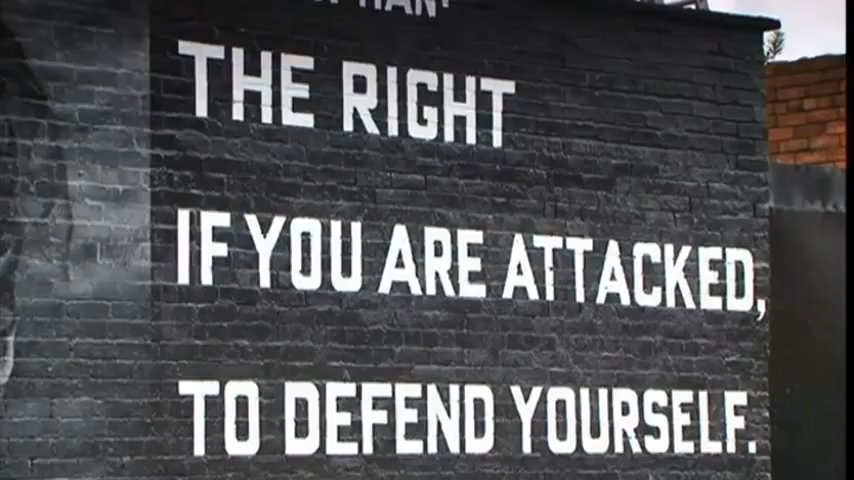 THE RIGHT
IF YOU ARE ATTACKED,
TO DEFEND YOURSELF.